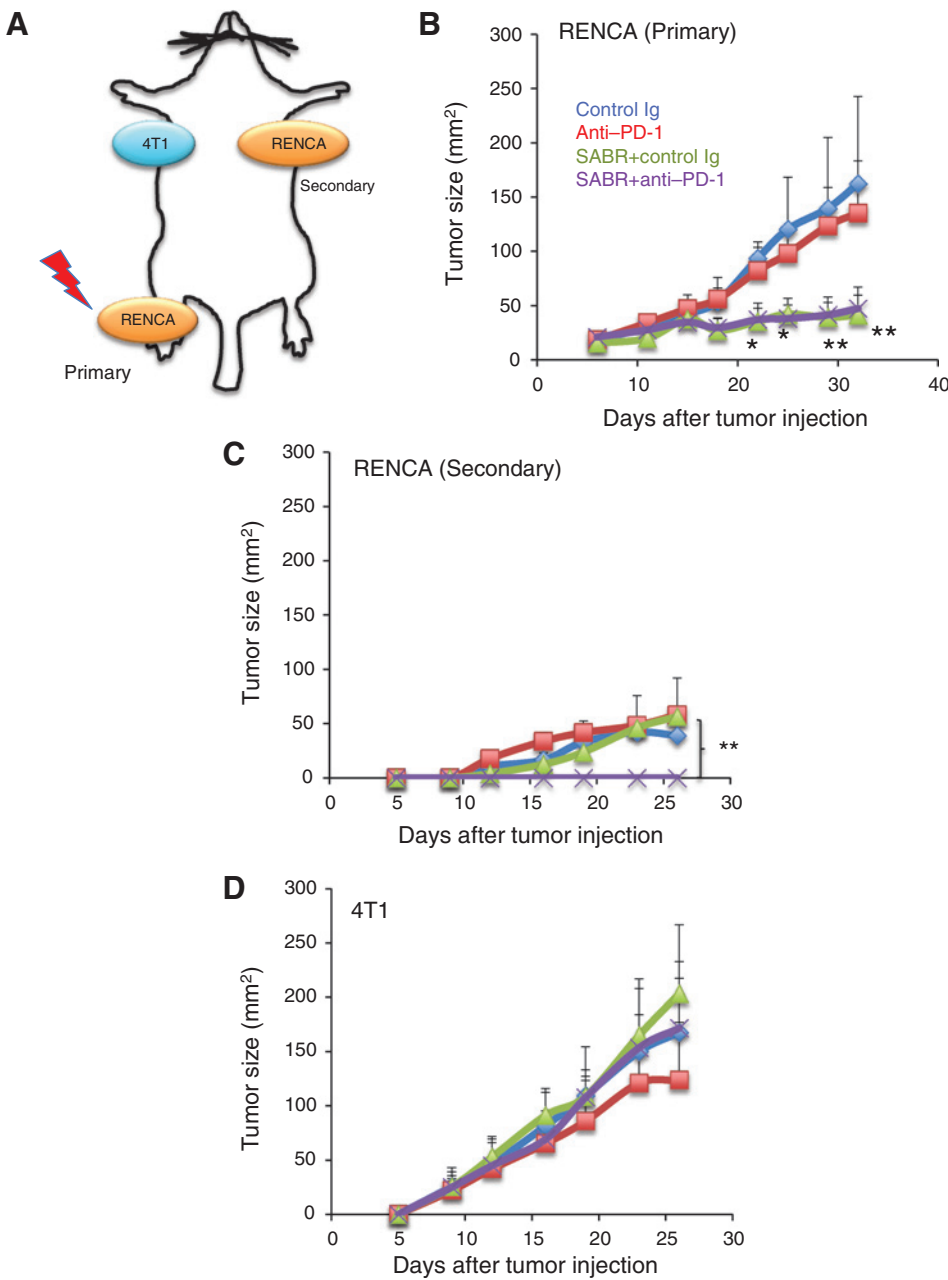 A
4T1
RENCA
Secondary
RENCA
Primary
B
RENCA (Primary)
Control Ig
Anti–PD-1
SABR+control Ig
SABR+anti–PD-1
Tumor size (mm²)
300
250
200
150
100
50
0
* * ** **
0 10 20 30 40
Days after tumor injection
C
RENCA (Secondary)
Tumor size (mm²)
300
250
200
150
100
50
0
**
0 5 10 15 20 25 30
Days after tumor injection
D
4T1
Tumor size (mm²)
300
250
200
150
100
50
0
0 5 10 15 20 25 30
Days after tumor injection